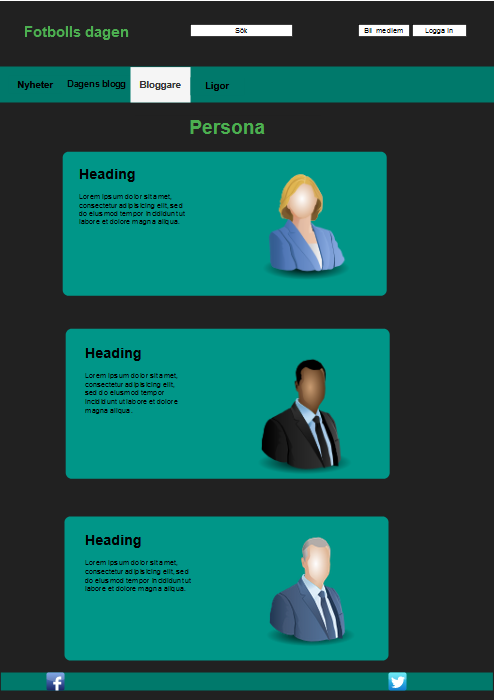 Fotbolls dagen
Sök
Bli medlem
Logga in
Nyheter
Dagens blogg
Bloggare
Ligor
Persona
Heading
Lorem ipsum dolor sit amet,
consectetur adipisicing elit, sed
do eiusmod tempor incididunt ut
labore et dolore magna aliqua.
Heading
Lorem ipsum dolor sit amet,
consectetur adipisicing elit,
sed do eiusmod tempor
incididunt ut labore et dolore
magna aliqua.
Heading
Lorem ipsum dolor sit amet,
consectetur adipisicing elit, sed
do eiusmod tempor incididunt ut
labore et dolore magna aliqua.